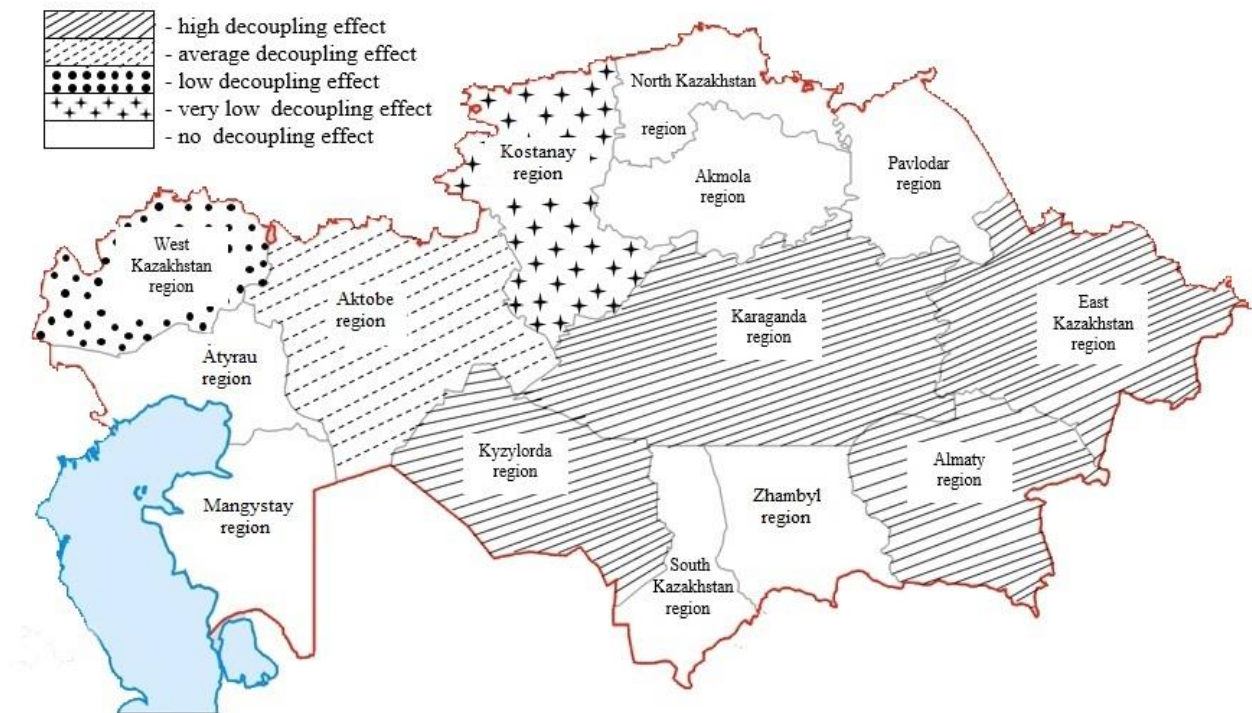 - high decoupling effect
- average decoupling effect
- low decoupling effect
- very low decoupling effect
- no decoupling effect
North Kazakhstan
region
Kostanay
region
Akmola
region
Pavlodar
region
West
Kazakhstan
region
Aktobe
region
Karaganda
region
East
Kazakhstan
region
Atyrau
region
Kyzylorda
region
Almaty
region
Mangystay
region
Zhambyl
region
South
Kazakhstan
region